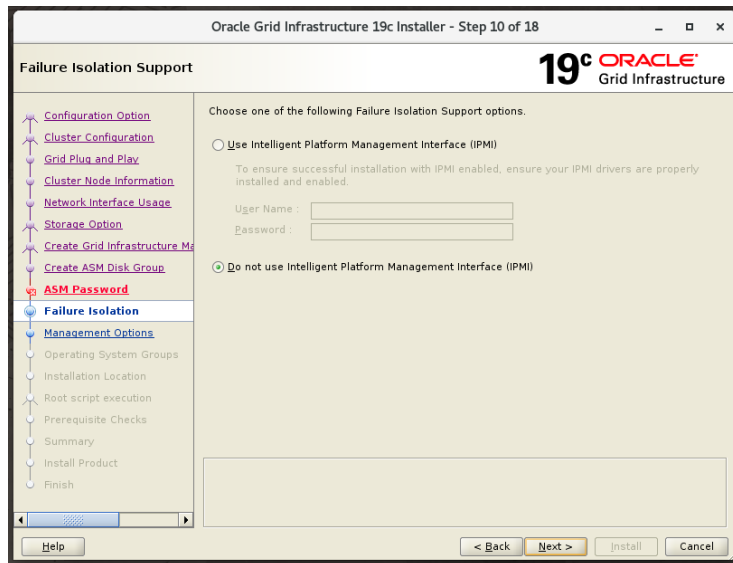 Oracle Grid Infrastructure 19c Installer - Step 10 of 18
Failure Isolation Support
19c ORACLE
Grid Infrastructure
Configuration Option
Cluster Configuration
Grid Plug and Play
Cluster Node Information
Network Interface Usage
Storage Option
Create Grid Infrastructure Ma
Create ASM Disk Group
ASM Password
Failure Isolation
Management Options
Operating System Groups
Installation Location
Root script execution
Prerequisite Checks
Summary
Install Product
Finish
Choose one of the following Failure Isolation Support options.
Use Intelligent Platform Management Interface (IPMI)
To ensure successful installation with IPMI enabled, ensure your IPMI drivers are properly
installed and enabled.
User Name :
Password :
Do not use Intelligent Platform Management Interface (IPMI)
Help
< Back
Next >
Install
Cancel